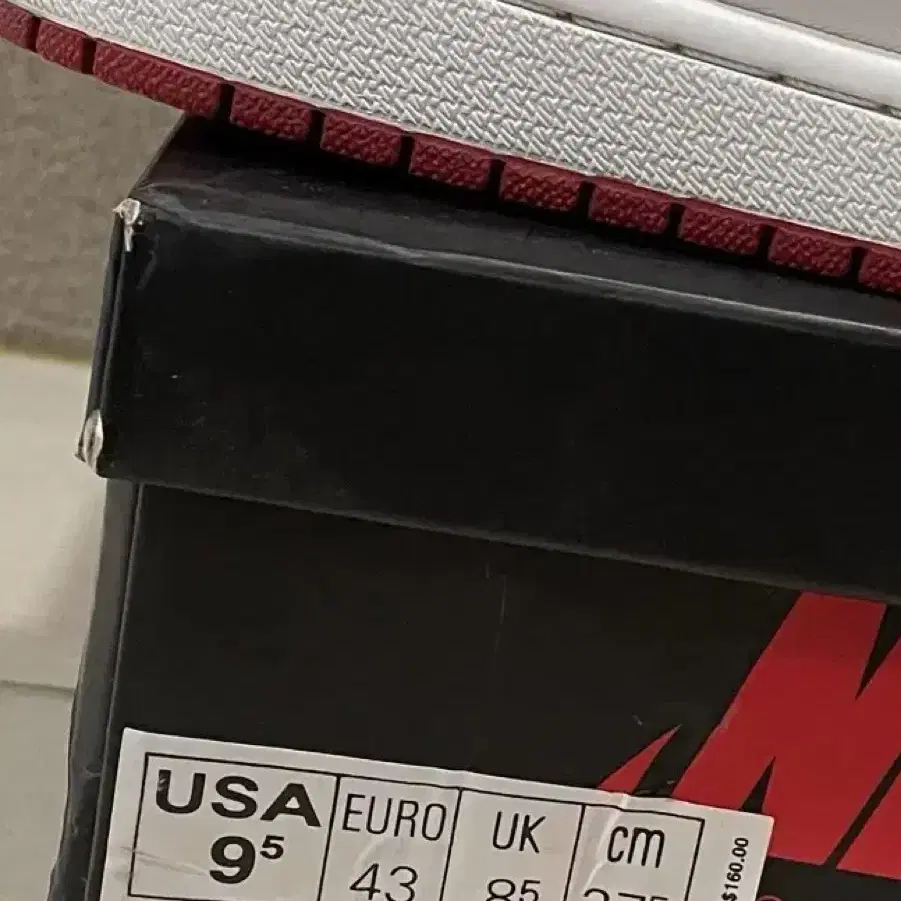 USA EURO UK cm
9⁵ 43 8⁵
$160.00